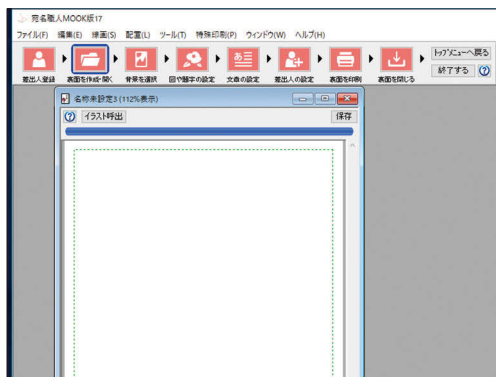 宛名職人MOOK版17
ファイル(F) 編集(E) 線画(S) 配置(L) ツール(T) 特殊印刷(P) ウィンドウ(W) ヘルプ(H)
差出人登録 裏面を作成・開く 背景を選択 図や題字の設定 文章の設定 差出人の設定 裏面を印刷 裏面を閉じる
トップメニューへ戻る
終了する
名称未設定3 (112%表示)
イラスト呼出 保存